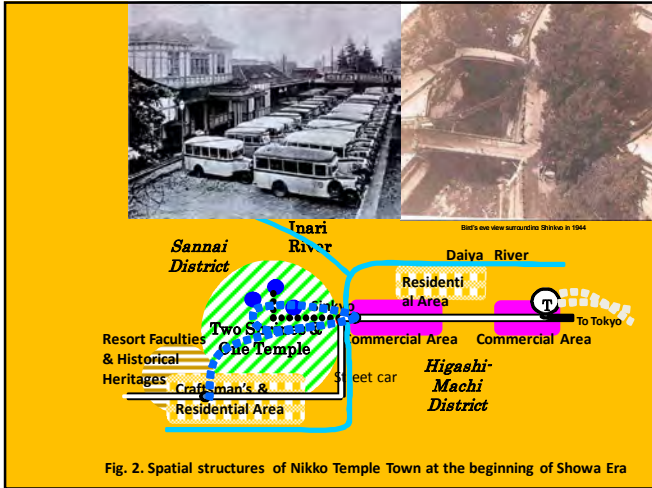 Bird's eye view surrounding Shinkyo in 1944
Inari
River
Sannai
District
Daiya River
Residenti
al Area
Sinkyo
T
To Tokyo
Two Shrines &
One Temple
Commercial Area
Commercial Area
Resort Faculties
& Historical
Heritages
Higashi-
Machi
District
Street car
Craftsman's &
Residential Area
Fig. 2. Spatial structures of Nikko Temple Town at the beginning of Showa Era